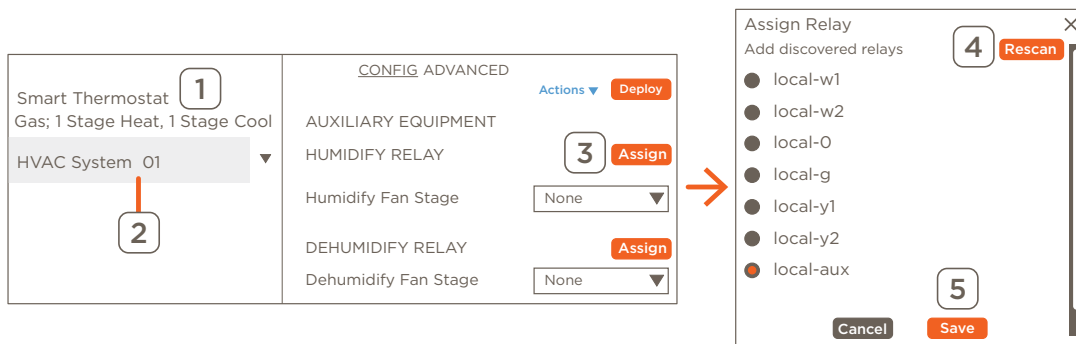 1
Smart Thermostat
Gas; 1 Stage Heat, 1 Stage Cool
HVAC System 01
2
CONFIG ADVANCED
Actions Deploy
AUXILIARY EQUIPMENT
HUMIDIFY RELAY
3
Assign
Humidify Fan Stage
None
DEHUMIDIFY RELAY
Assign
Dehumidify Fan Stage
None
Assign Relay
Add discovered relays
4
Rescan
local-w1
local-w2
local-0
local-g
local-y1
local-y2
local-aux
5
Cancel
Save